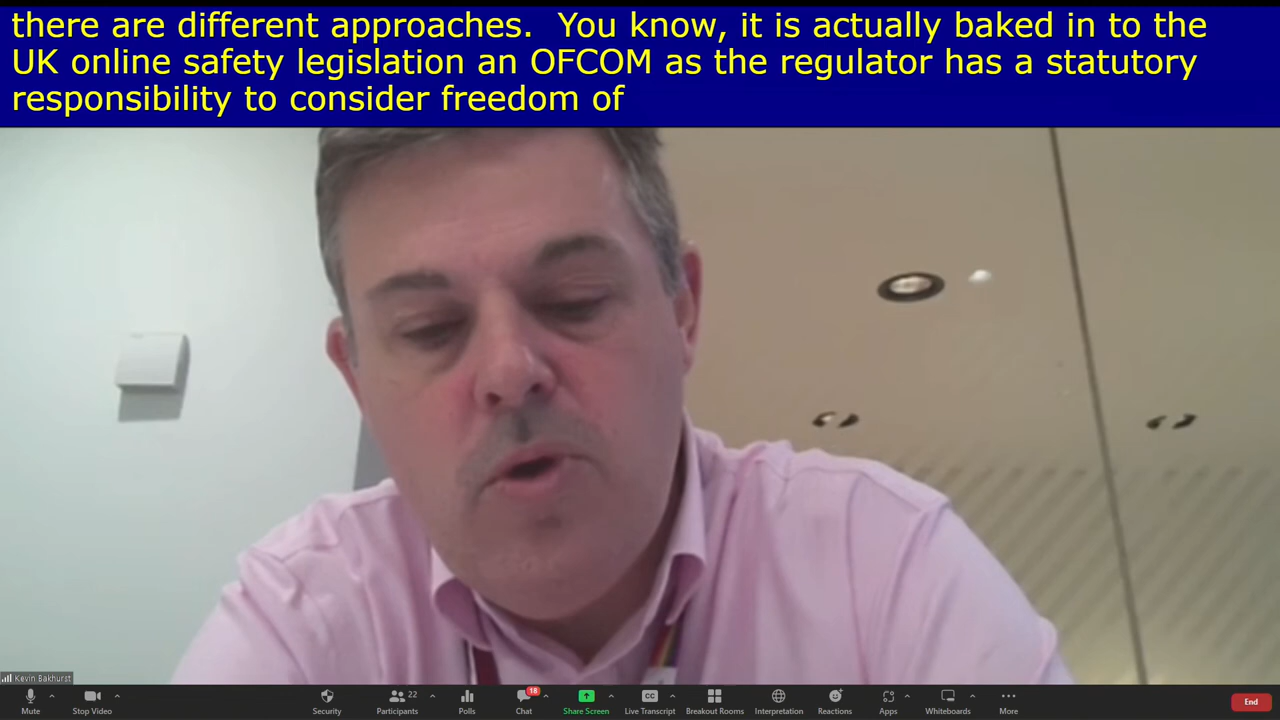 there are different approaches.  You know, it is actually baked in to the
UK online safety legislation an OFCOM as the regulator has a statutory
responsibility to consider freedom of
Kevin Bakhurst
Mute
Stop Video
Security
22
Participants
Polls
18
Chat
Share Screen
CC
Live Transcript
Breakout Rooms
Interpretation
Reactions
Apps
Whiteboards
More
End